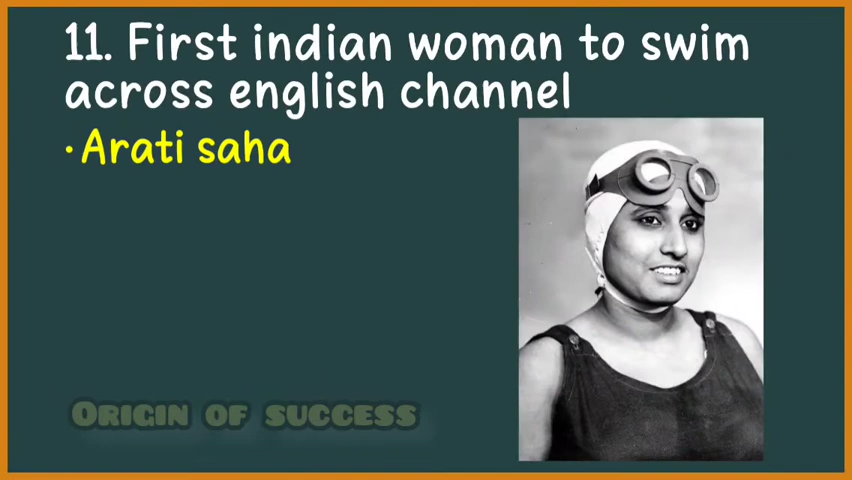 11. First indian woman to swim
across english channel
• Arati saha
ORIGIN OF SUCCESS